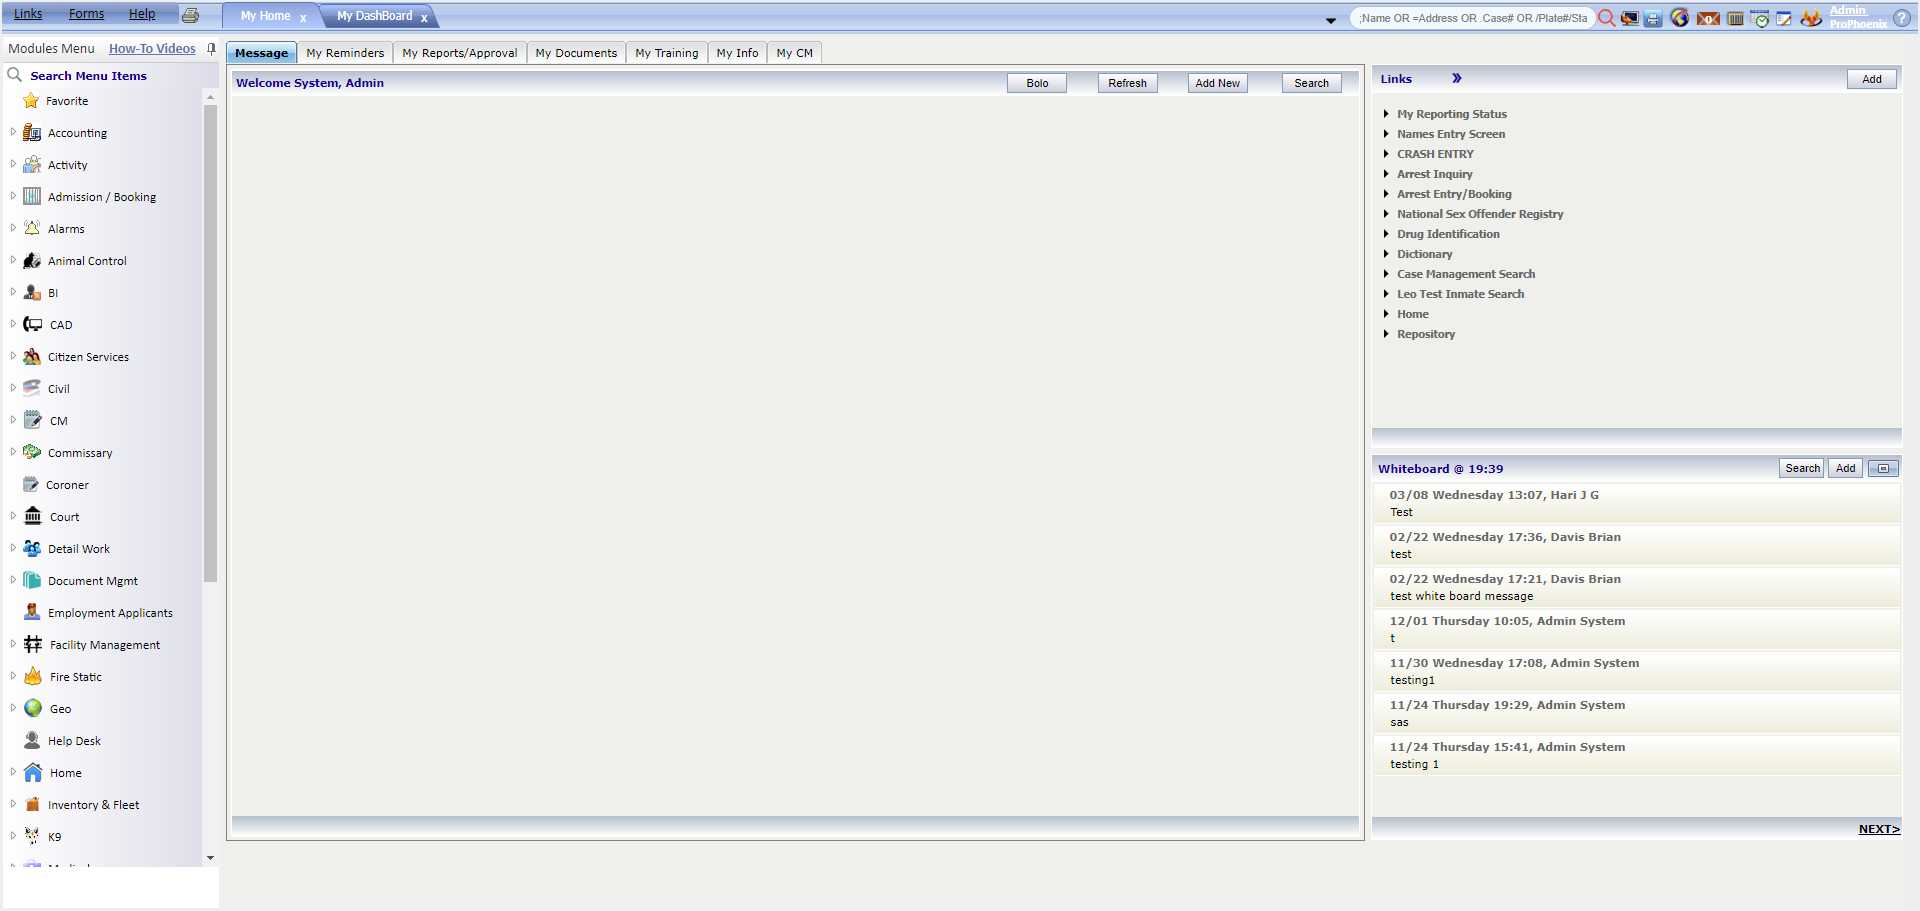 Links Forms Help
My Home x
My DashBoard x
;Name OR =Address OR .Case# OR /Plate#/Sta
Admin
ProPhoenix
?
Modules Menu How-To Videos
Search Menu Items
Favorite
Accounting
Activity
Admission / Booking
Alarms
Animal Control
BI
CAD
Citizen Services
Civil
CM
Commissary
Coroner
Court
Detail Work
Document Mgmt
Employment Applicants
Facility Management
Fire Static
Geo
Help Desk
Home
Inventory & Fleet
K9
Message My Reminders My Reports/Approval My Documents My Training My Info My CM
Welcome System, Admin
Bolo Refresh Add New Search
Links » Add
My Reporting Status
Names Entry Screen
CRASH ENTRY
Arrest Inquiry
Arrest Entry/Booking
National Sex Offender Registry
Drug Identification
Dictionary
Case Management Search
Leo Test Inmate Search
Home
Repository
Whiteboard @ 19:39 Search Add
03/08 Wednesday 13:07, Hari J G
Test
02/22 Wednesday 17:36, Davis Brian
test
02/22 Wednesday 17:21, Davis Brian
test white board message
12/01 Thursday 10:05, Admin System
t
11/30 Wednesday 17:08, Admin System
testing1
11/24 Thursday 19:29, Admin System
sas
11/24 Thursday 15:41, Admin System
testing 1
NEXT>